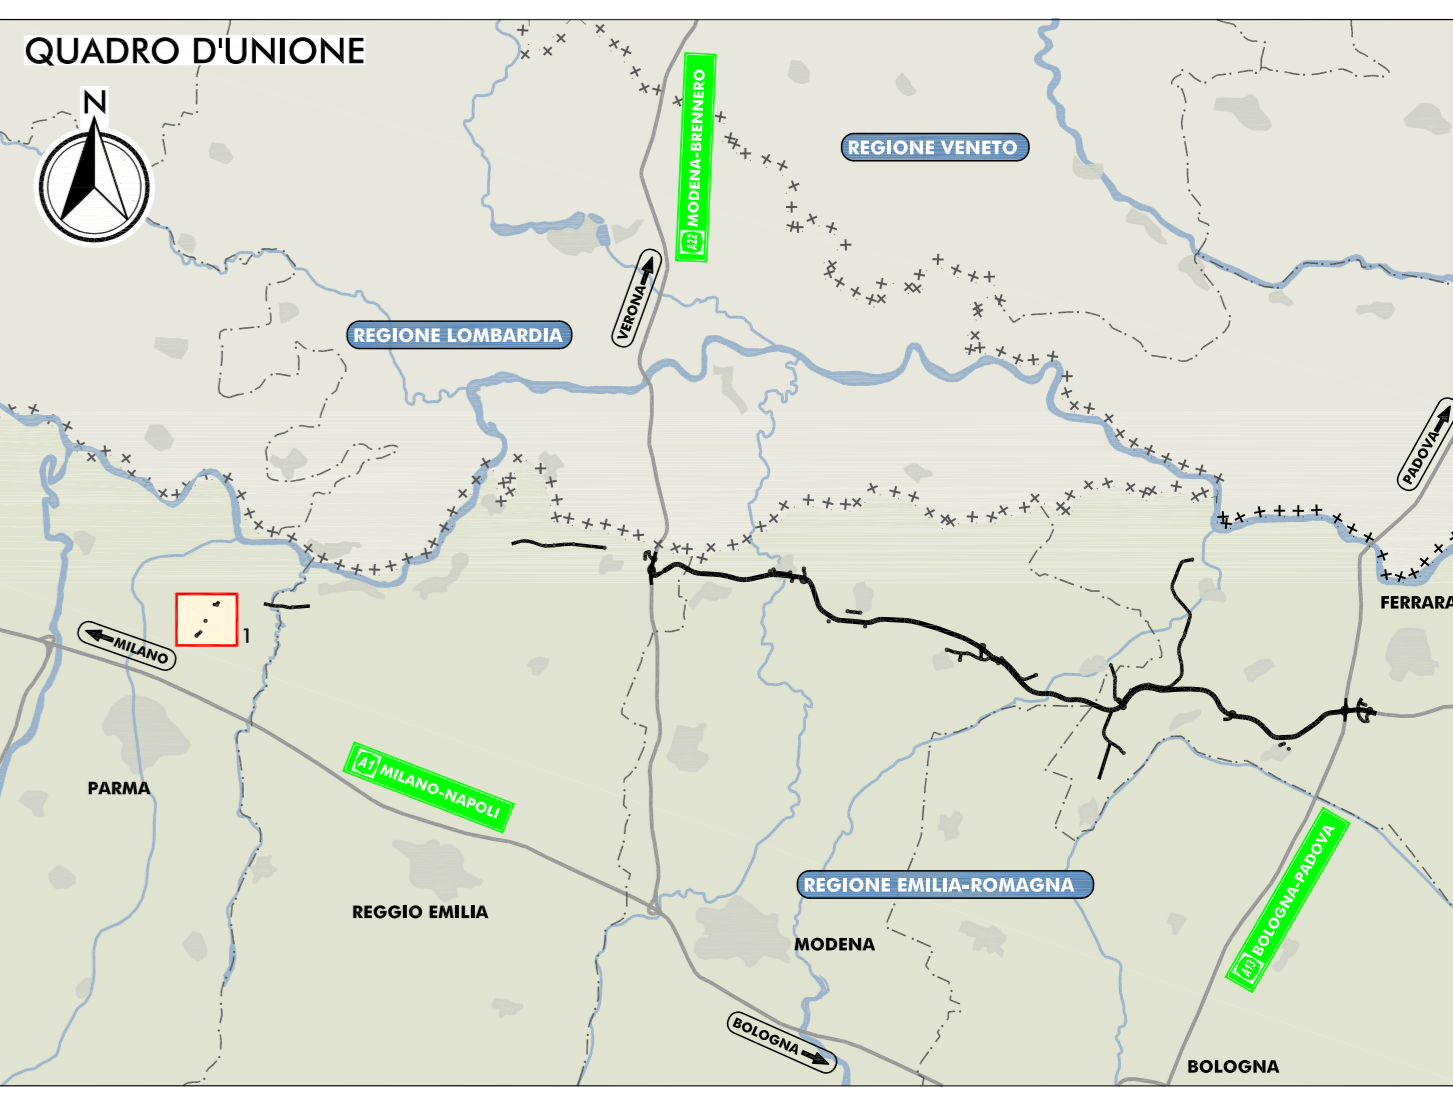 QUADRO D'UNIONE
N
A22 MODENA-BRENNERO
REGIONE VENETO
VERONA
REGIONE LOMBARDIA
PADOVA
FERRARA
1
MILANO
PARMA
A1 MILANO-NAPOLI
A13 BOLOGNA-PADOVA
REGIONE EMILIA-ROMAGNA
REGGIO EMILIA
MODENA
BOLOGNA
BOLOGNA